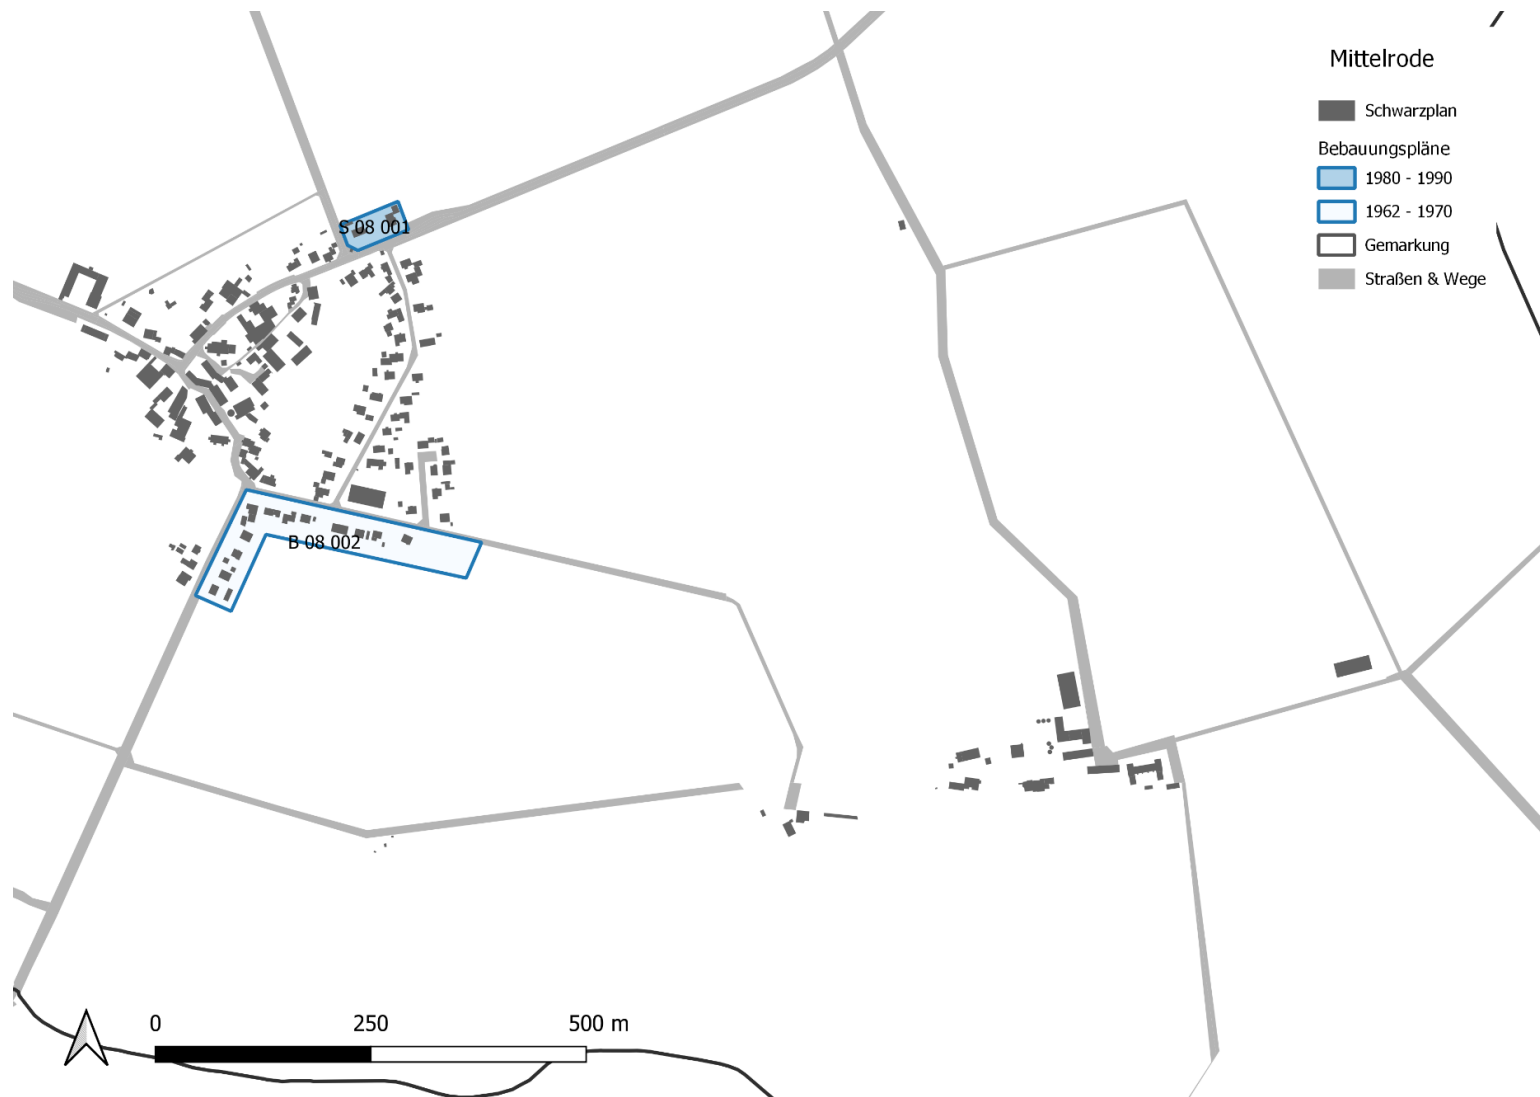 Mittelrode
Schwarzplan
Bebauungspläne
1980 - 1990
1962 - 1970
Gemarkung
Straßen & Wege
S 08 001
B 08 002
0 250 500 m